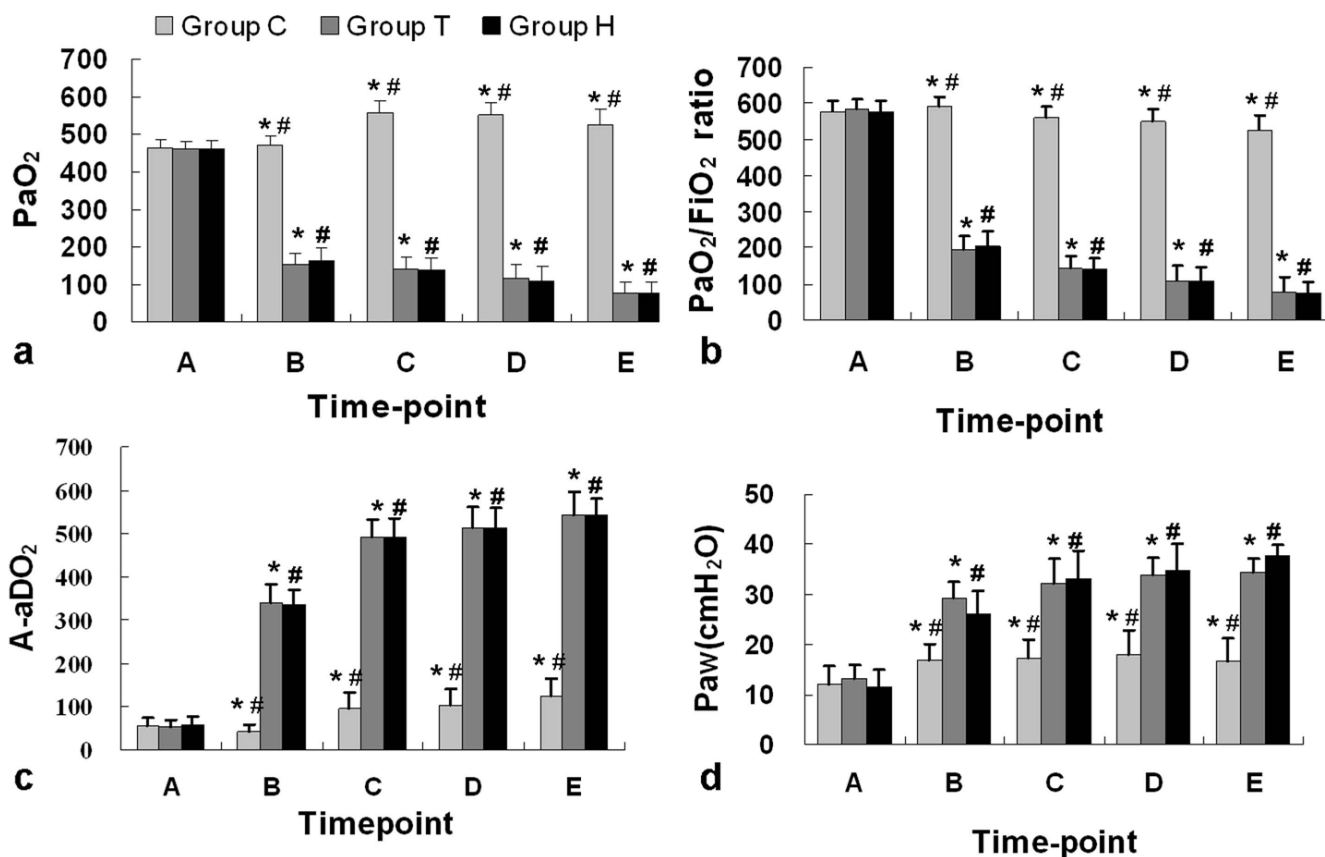 Group C Group T Group H
700
600
500
400
300
200
100
0
PaO2
* # * # * # * #
* # * # * # * #
A B C D E
Time-point
a
700
600
500
400
300
200
100
0
PaO2/FiO2 ratio
* # * # * # * #
* # * # * # * #
A B C D E
Time-point
b
700
600
500
400
300
200
100
0
A-aDO2
* # * # * # * #
* # * # * # * #
A B C D E
Timepoint
c
50
40
30
20
10
0
Paw(cmH2O)
* # * # * # * #
* # * # * # * #
A B C D E
Time-point
d